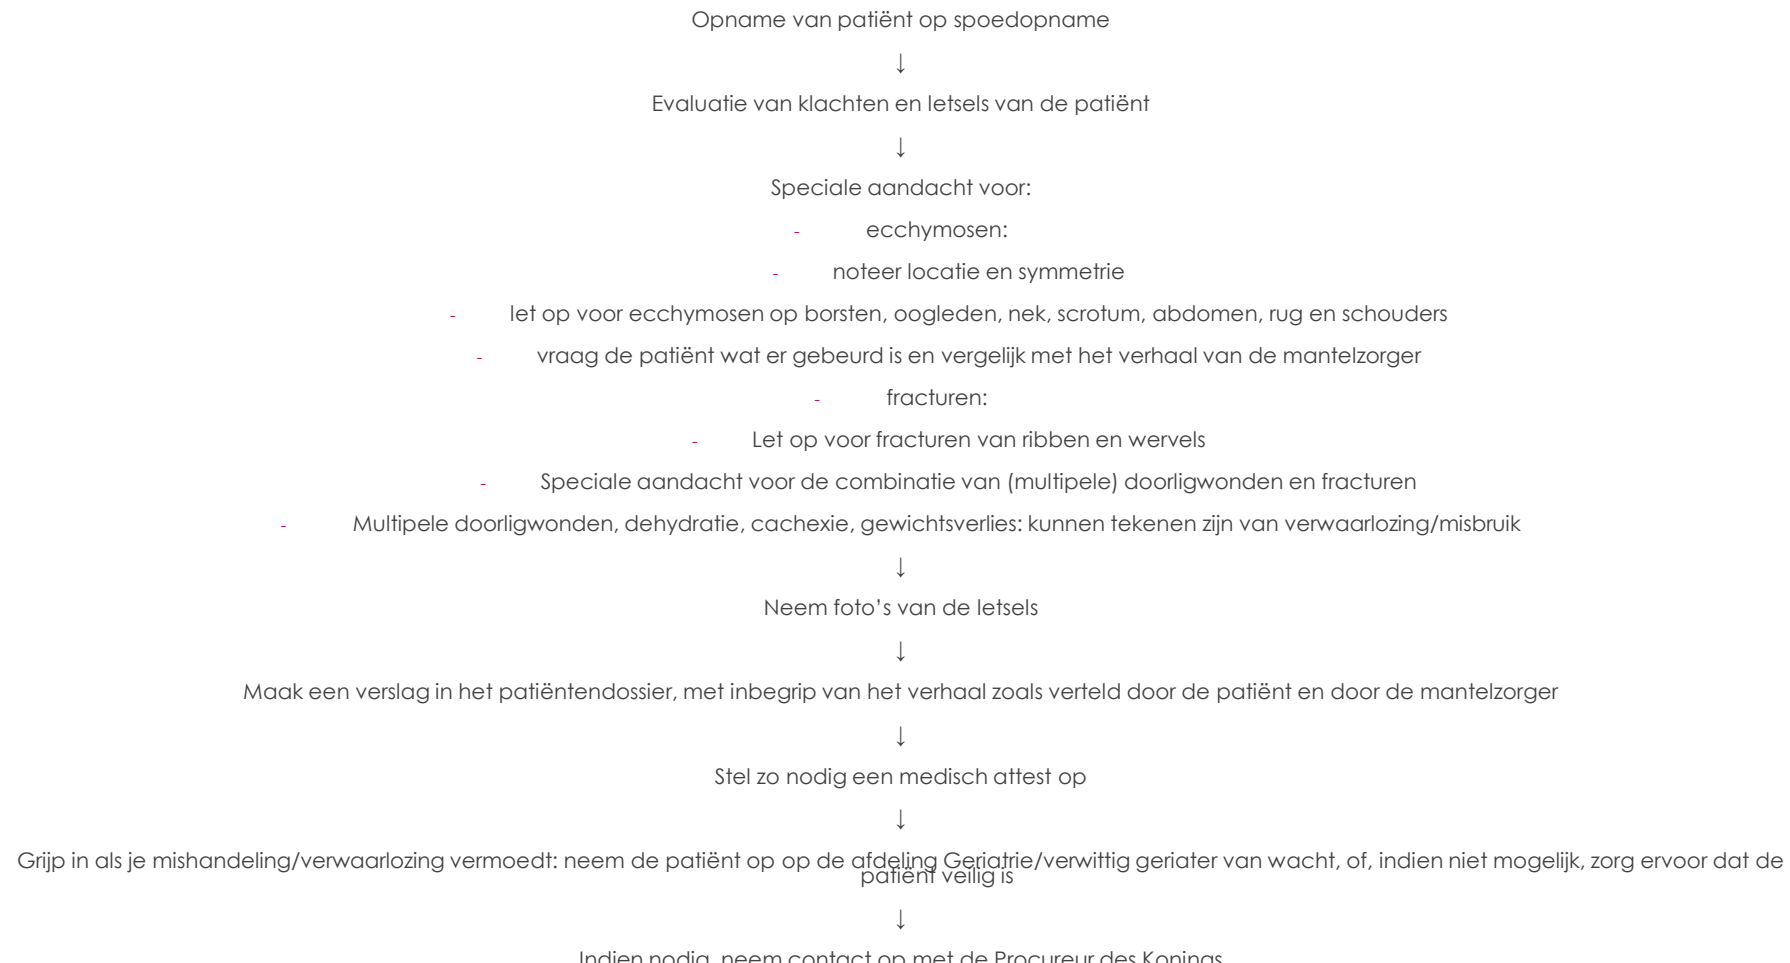 Opname van patiënt op spoedopname
↓
Evaluatie van klachten en letsels van de patiënt
↓
Speciale aandacht voor:
- ecchymosen:
- noteer locatie en symmetrie
- let op voor ecchymosen op borsten, oogleden, nek, scrotum, abdomen, rug en schouders
- vraag de patiënt wat er gebeurd is en vergelijk met het verhaal van de mantelzorger
- fracturen:
- Let op voor fracturen van ribben en wervels
- Speciale aandacht voor de combinatie van (multipele) doorligwonden en fracturen
- Multipele doorligwonden, dehydratie, cachexie, gewichtsverlies: kunnen tekenen zijn van verwaarlozing/misbruik
↓
Neem foto’s van de letsels
↓
Maak een verslag in het patiëntendossier, met inbegrip van het verhaal zoals verteld door de patiënt en door de mantelzorger
↓
Stel zo nodig een medisch attest op
↓
Grijp in als je mishandeling/verwaarlozing vermoedt: neem de patiënt op op de afdeling Geriatrie/verwittig geriater van wacht, of, indien niet mogelijk, zorg ervoor dat de
patiënt veilig is
↓
Indien nodig, neem contact op met de Procureur des Konings